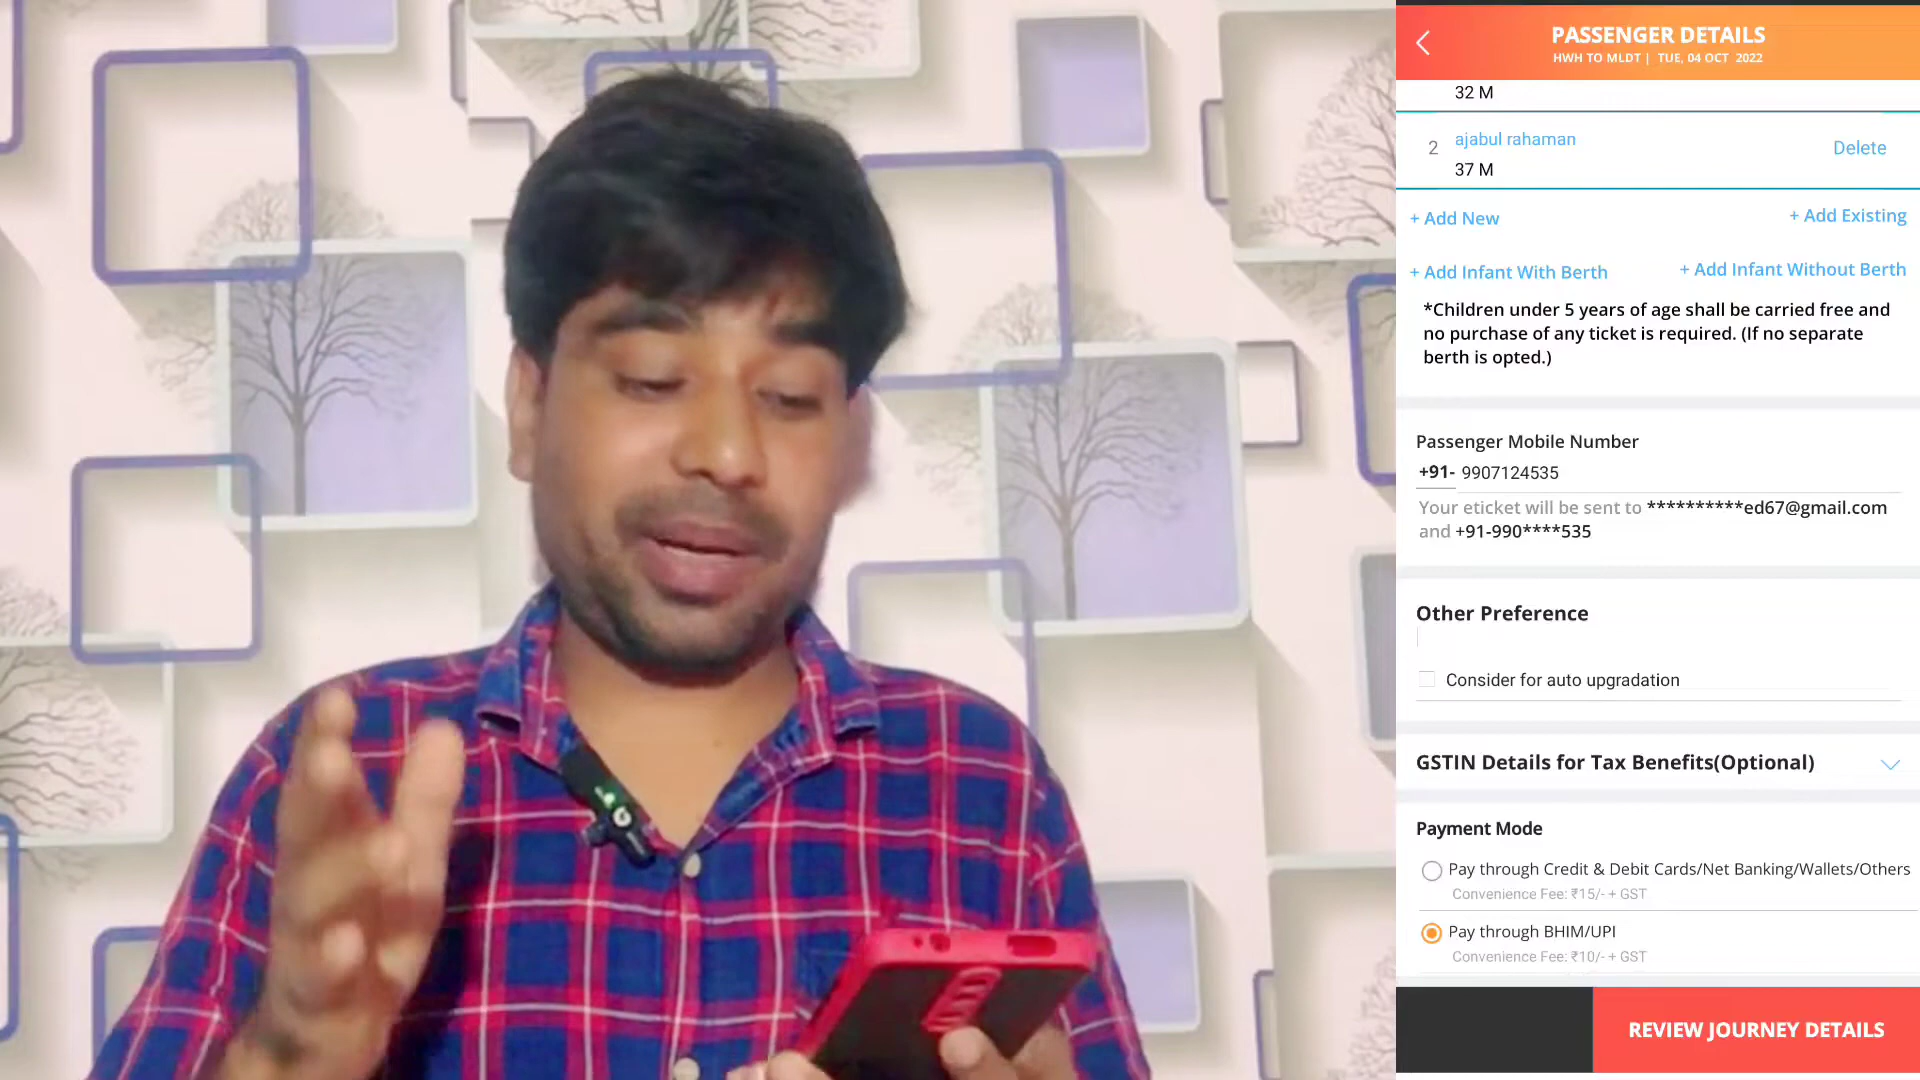 PASSENGER DETAILS
HWH TO MLDT | TUE, 04 OCT 2022
32 M
2
ajabul rahaman
Delete
37 M
+ Add New
+ Add Existing
+ Add Infant With Berth
+ Add Infant Without Berth
*Children under 5 years of age shall be carried free and
no purchase of any ticket is required. (If no separate
berth is opted.)
Passenger Mobile Number
+91- 9907124535
Your eticket will be sent to **********ed67@gmail.com
and +91-990****535
Other Preference
Consider for auto upgradation
GSTIN Details for Tax Benefits(Optional)
Payment Mode
Pay through Credit & Debit Cards/Net Banking/Wallets/Others
Convenience Fee: ₹15/- + GST
Pay through BHIM/UPI
Convenience Fee: ₹10/- + GST
REVIEW JOURNEY DETAILS